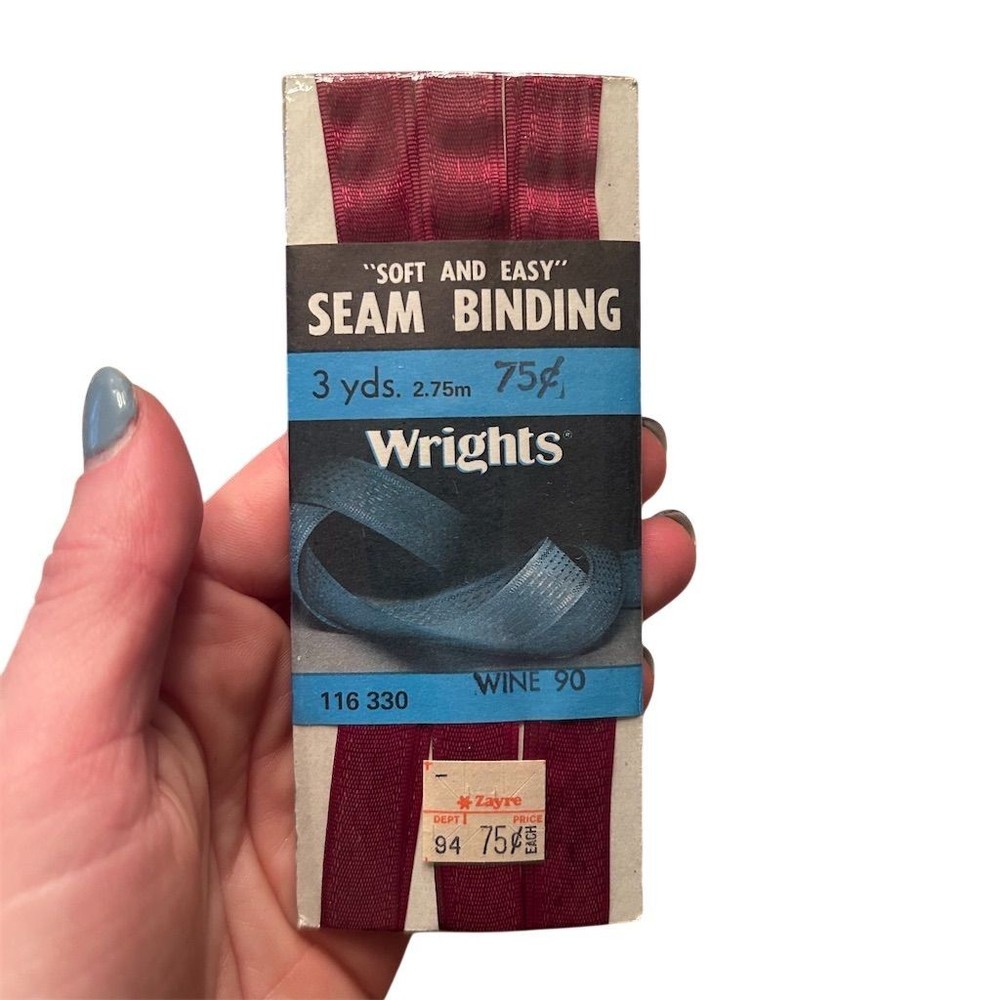 "SOFT AND EASY"
SEAM BINDING
3 yds. 2.75m 75¢
Wrights®
WINE 90
116 330
Zayre
DEPT PRICE
94 75¢ EACH